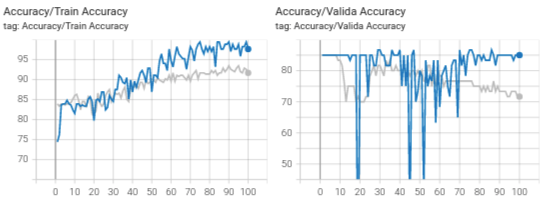 Accuracy/Train Accuracy
tag: Accuracy/Train Accuracy
95
90
85
80
75
70
0 10 20 30 40 50 60 70 80 90 100
Accuracy/Valida Accuracy
tag: Accuracy/Valida Accuracy
80
70
60
50
0 10 20 30 40 50 60 70 80 90 100